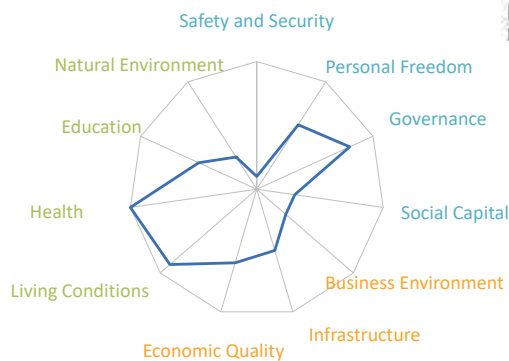 Safety and Security
Natural Environment
Personal Freedom
Education
Governance
Health
Social Capital
Living Conditions
Business Environment
Infrastructure
Economic Quality